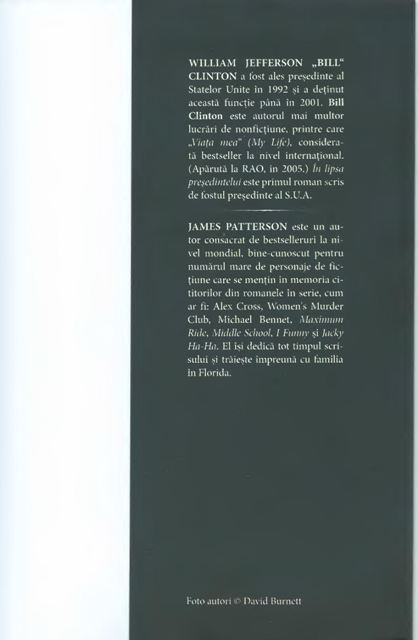 WILLIAM JEFFERSON „BILL”
CLINTON a fost ales președinte al
Statelor Unite în 1992 și a deținut
această funcție până în 2001. Bill
Clinton este autorul mai multor
lucrări de nonficțiune, printre care
„Viața mea” (My Life), considera-
tă bestseller la nivel internațional.
(Apărută la RAO, în 2005.) În lipsa
președintelui este primul roman scris
de fostul președinte al S.U.A.
JAMES PATTERSON este un au-
tor consacrat de bestselleruri la ni-
vel mondial, bine-cunoscut pentru
numărul mare de personaje de fic-
țiune care se mențin în memoria ci-
titorilor din romanele în serie, cum
ar fi: Alex Cross, Women's Murder
Club, Michael Bennet, Maximum
Ride, Middle School, I Funny și Jacky
Ha-Ha. El își dedică tot timpul scri-
sului și trăiește împreună cu familia
în Florida.
Foto autori © David Burnett